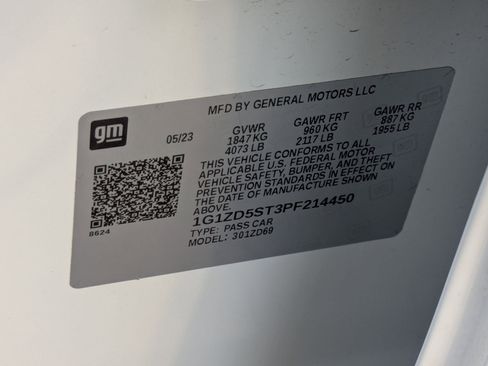 MFD BY GENERAL MOTORS LLC
gm
05/23
GVWR GAWR FRT GAWR RR
1847 KG 960 KG 887 KG
4073 LB 2117 LB 1955 LB
THIS VEHICLE CONFORMS TO ALL
APPLICABLE U.S. FEDERAL MOTOR
VEHICLE SAFETY, BUMPER, AND THEFT
PREVENTION STANDARDS IN EFFECT ON
THE DATE OF MANUFACTURE SHOWN
ABOVE.
8624
1G1ZD5ST3PF214450
TYPE: PASS CAR
MODEL: 301ZD69